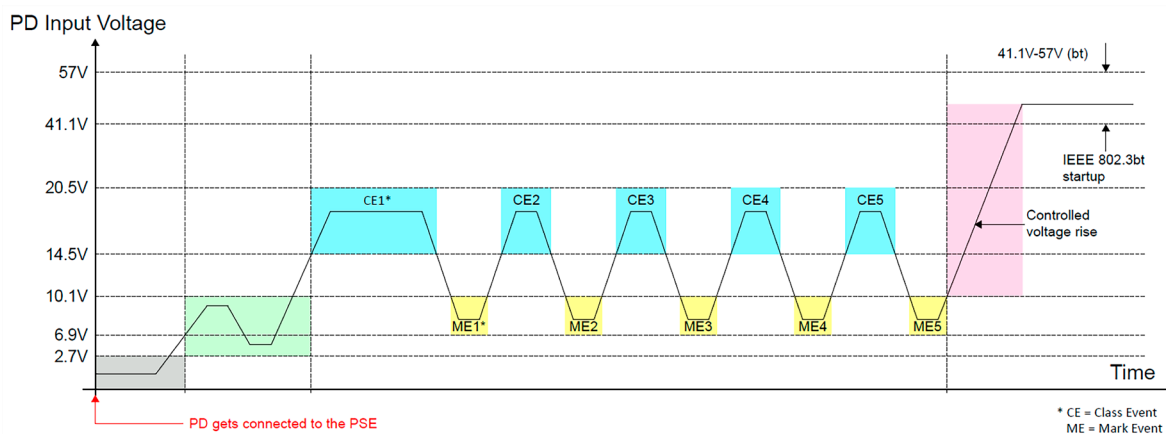 PD Input Voltage
41.1V-57V (bt)
57V
41.1V
IEEE 802.3bt
startup
20.5V
CE1*
CE2
CE3
CE4
CE5
Controlled
voltage rise
14.5V
10.1V
ME1*
ME2
ME3
ME4
ME5
6.9V
2.7V
Time
PD gets connected to the PSE
* CE = Class Event
ME = Mark Event